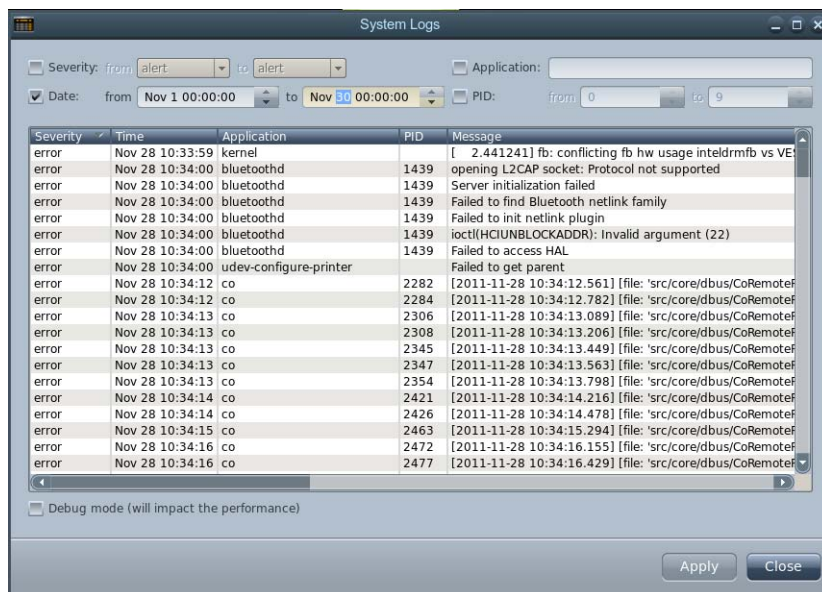 System Logs
Severity: from alert to alert Application:
Date: from Nov 1 00:00:00 to Nov 30 00:00:00 PID: from 0 to 9
Severity Time Application PID Message
error Nov 28 10:33:59 kernel [ 2.441241] fb: conflicting fb hw usage inteldrmfb vs VES
error Nov 28 10:34:00 bluetoothd 1439 opening L2CAP socket: Protocol not supported
error Nov 28 10:34:00 bluetoothd 1439 Server initialization failed
error Nov 28 10:34:00 bluetoothd 1439 Failed to find Bluetooth netlink family
error Nov 28 10:34:00 bluetoothd 1439 Failed to init netlink plugin
error Nov 28 10:34:00 bluetoothd 1439 ioctl(HCIUNBLOCKADDR): Invalid argument (22)
error Nov 28 10:34:00 bluetoothd 1439 Failed to access HAL
error Nov 28 10:34:00 udev-configure-printer Failed to get parent
error Nov 28 10:34:12 co 2282 [2011-11-28 10:34:12.561] [file: 'src/core/dbus/CoRemoteF
error Nov 28 10:34:12 co 2284 [2011-11-28 10:34:12.782] [file: 'src/core/dbus/CoRemoteF
error Nov 28 10:34:13 co 2306 [2011-11-28 10:34:13.089] [file: 'src/core/dbus/CoRemoteF
error Nov 28 10:34:13 co 2308 [2011-11-28 10:34:13.206] [file: 'src/core/dbus/CoRemoteF
error Nov 28 10:34:13 co 2345 [2011-11-28 10:34:13.449] [file: 'src/core/dbus/CoRemoteF
error Nov 28 10:34:13 co 2347 [2011-11-28 10:34:13.563] [file: 'src/core/dbus/CoRemoteF
error Nov 28 10:34:13 co 2354 [2011-11-28 10:34:13.798] [file: 'src/core/dbus/CoRemoteF
error Nov 28 10:34:14 co 2421 [2011-11-28 10:34:14.216] [file: 'src/core/dbus/CoRemoteF
error Nov 28 10:34:14 co 2426 [2011-11-28 10:34:14.478] [file: 'src/core/dbus/CoRemoteF
error Nov 28 10:34:15 co 2463 [2011-11-28 10:34:15.294] [file: 'src/core/dbus/CoRemoteF
error Nov 28 10:34:16 co 2472 [2011-11-28 10:34:16.155] [file: 'src/core/dbus/CoRemoteF
error Nov 28 10:34:16 co 2477 [2011-11-28 10:34:16.429] [file: 'src/core/dbus/CoRemoteF
Debug mode (will impact the performance)
Apply Close